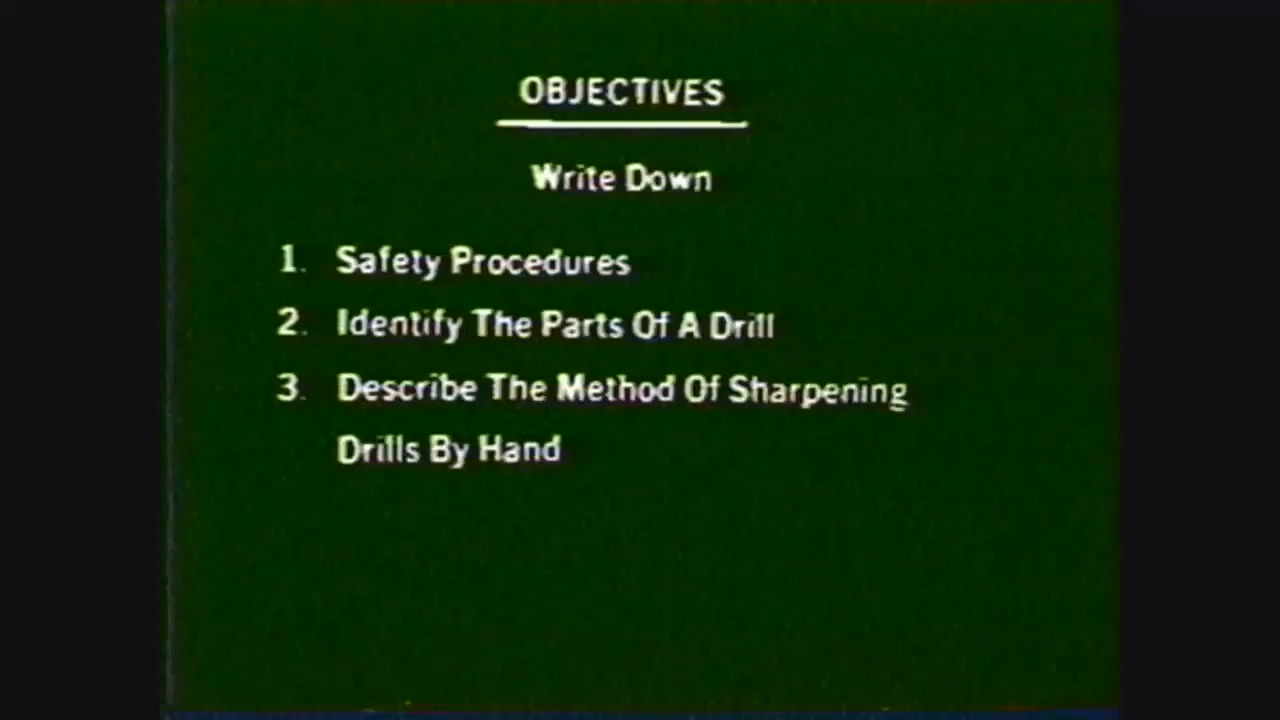 OBJECTIVES
Write Down
1. Safety Procedures
2. Identify The Parts Of A Drill
3. Describe The Method Of Sharpening
Drills By Hand